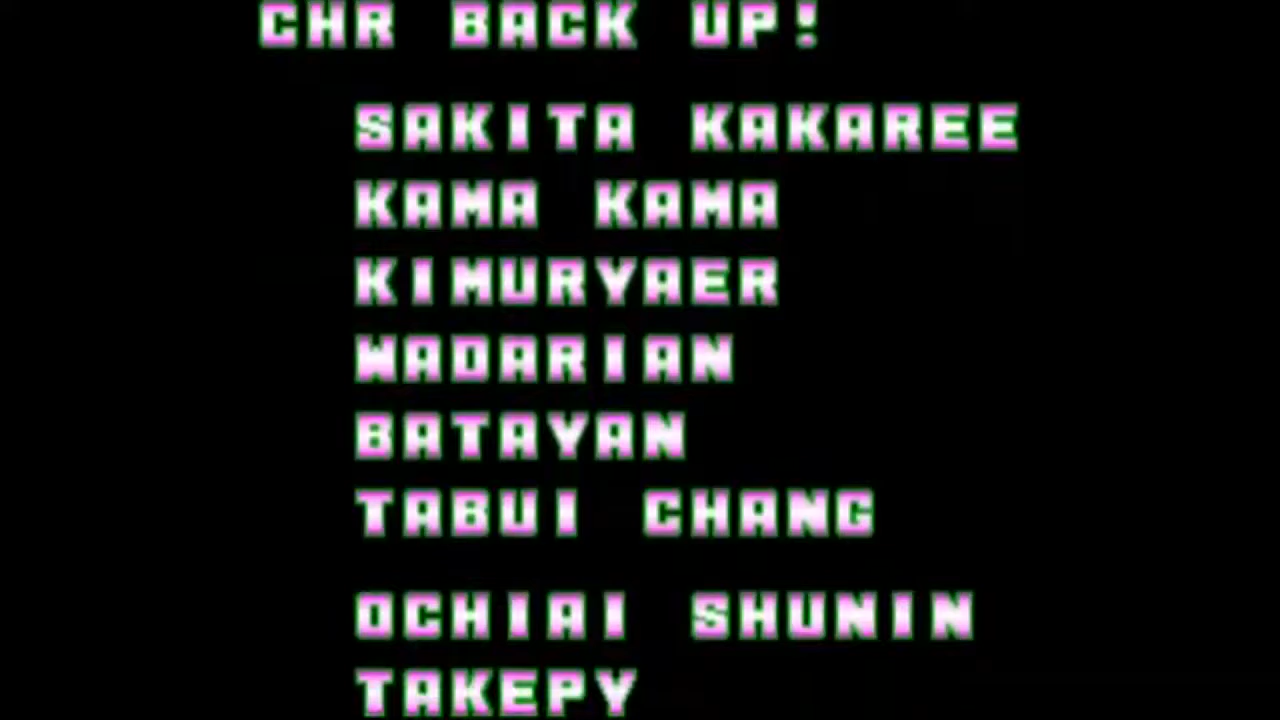 CHR BACK UP!
SAKITA KAKAREE
KAMA KAMA
KIMURYAER
WADARIAN
BATAYAN
TABUI CHANG
OCHIAI SHUNIN
TAKEPY